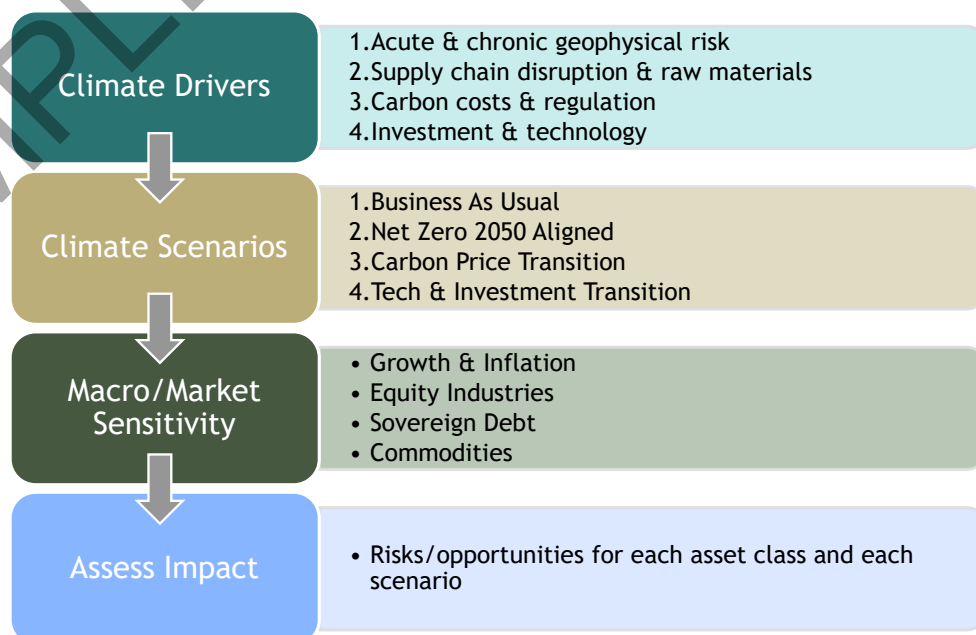 Climate Drivers
1.Acute & chronic geophysical risk
2.Supply chain disruption & raw materials
3.Carbon costs & regulation
4.Investment & technology
Climate Scenarios
1.Business As Usual
2.Net Zero 2050 Aligned
3.Carbon Price Transition
4.Tech & Investment Transition
Macro/Market
Sensitivity
• Growth & Inflation
• Equity Industries
• Sovereign Debt
• Commodities
Assess Impact
• Risks/opportunities for each asset class and each
scenario